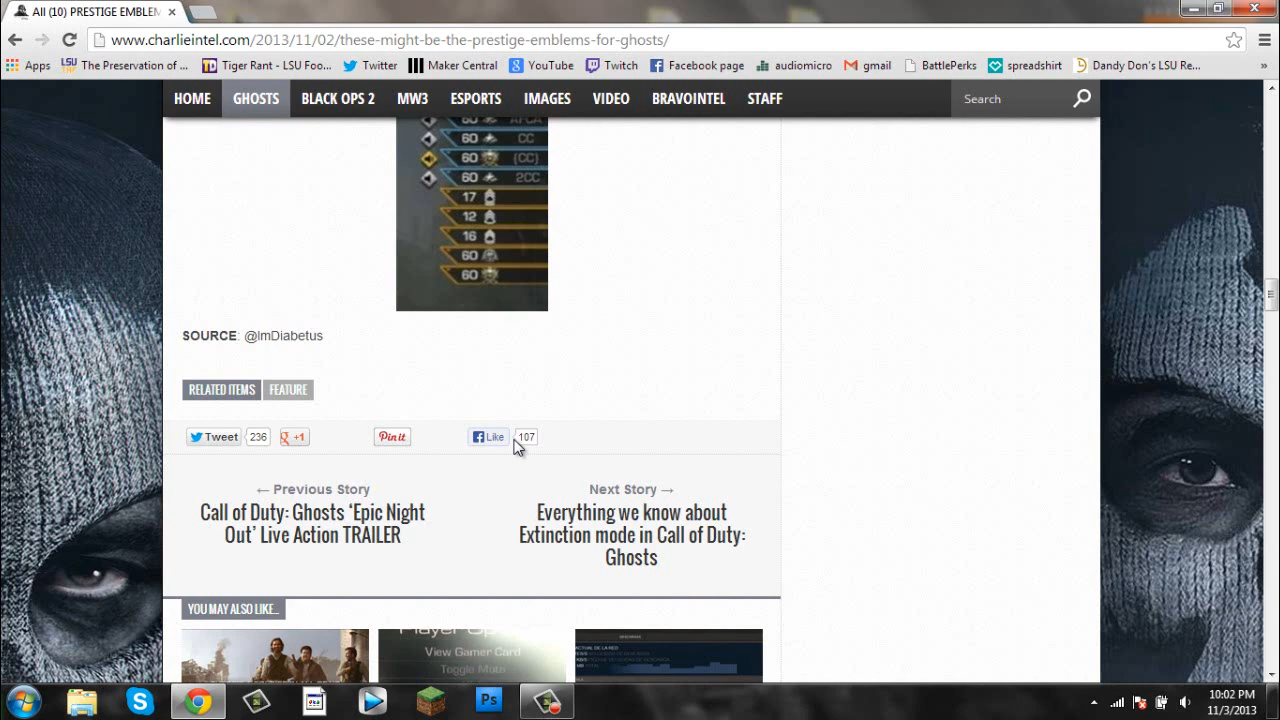 All (10) PRESTIGE EMBLEM
www.charlieintel.com/2013/11/02/these-might-be-the-prestige-emblems-for-ghosts/
Apps The Preservation of ... Tiger Rant - LSU Foo... Twitter Maker Central YouTube Twitch Facebook page audiomicro gmail BattlePerks spreadshirt Dandy Don's LSU Re... »
HOME GHOSTS BLACK OPS 2 MW3 ESPORTS IMAGES VIDEO BRAVOINTEL STAFF Search
60 AFCA
60 CC
60 (CC)
60 2CC
17
12
16
60
60
SOURCE: @ImDiabetus
RELATED ITEMS FEATURE
Tweet 236 g +1 Pin it Like 107
← Previous Story
Call of Duty: Ghosts ‘Epic Night
Out’ Live Action TRAILER
Next Story →
Everything we know about
Extinction mode in Call of Duty:
Ghosts
YOU MAY ALSO LIKE...
View Gamer Card
Toggle Mute
10:02 PM
11/3/2013